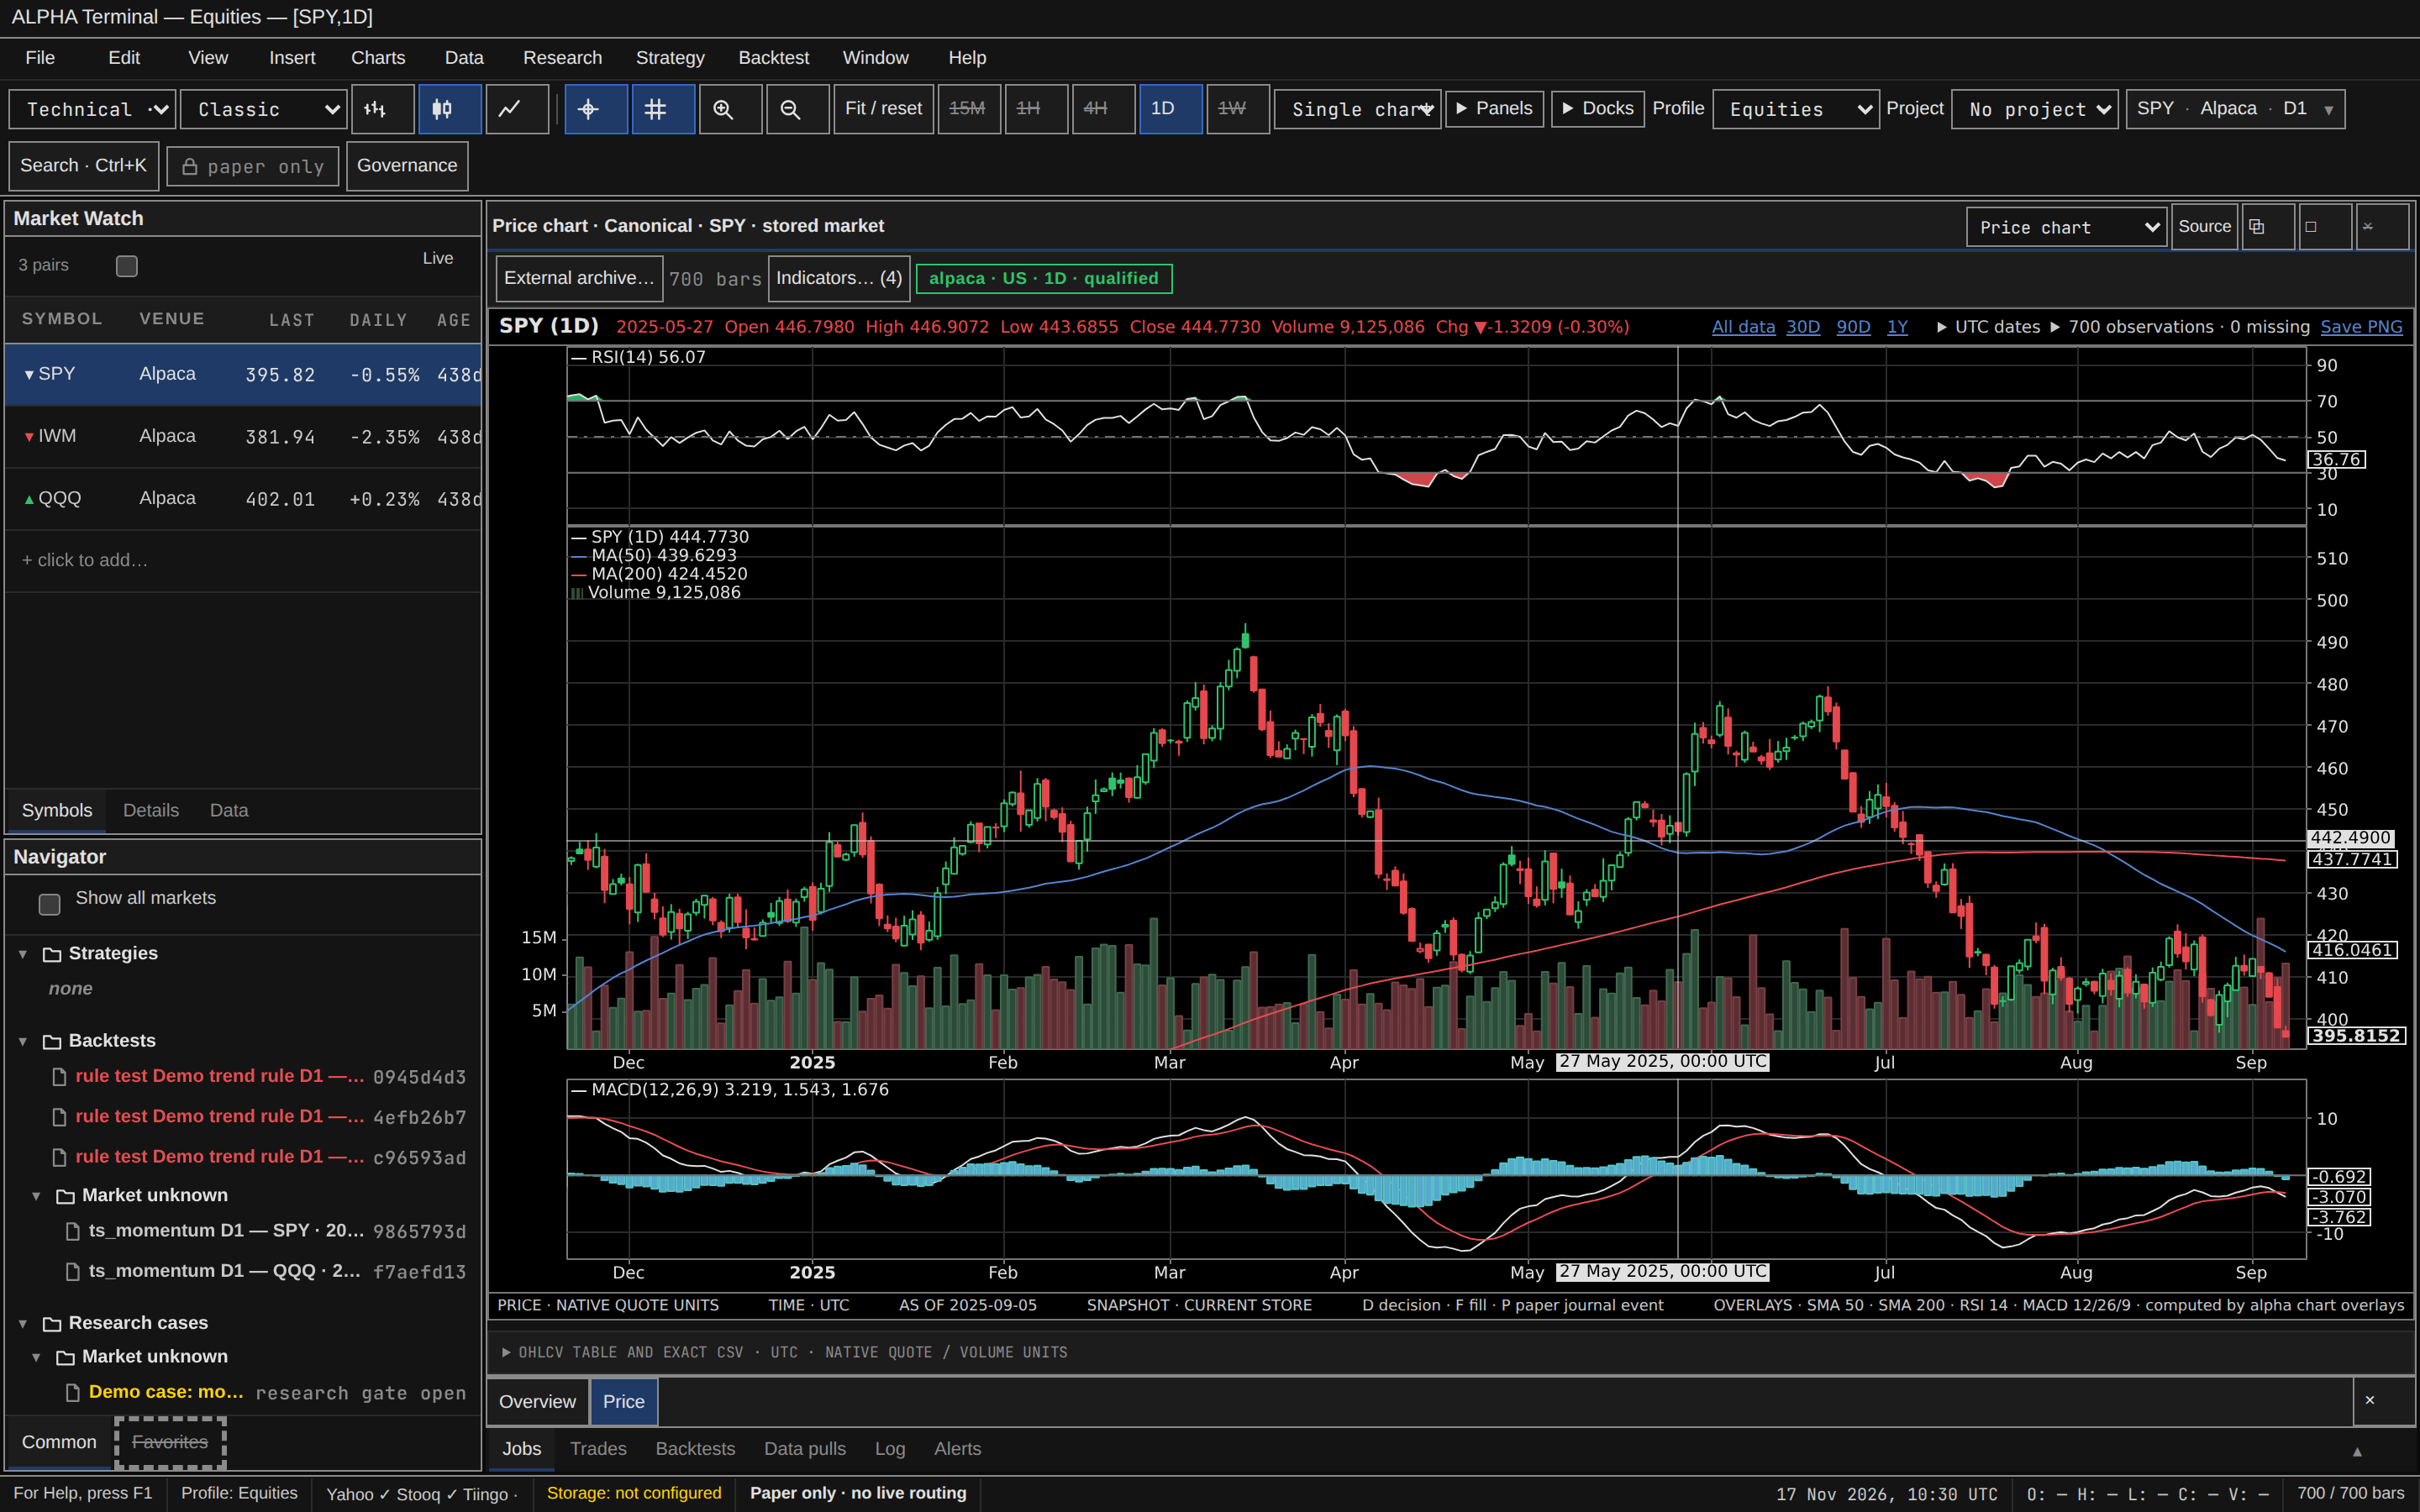 ALPHA Terminal — Equities — [SPY,1D]
File Edit View Insert Charts Data Research Strategy Backtest Window Help
Technical · Classic Fit / reset 15M 1H 4H 1D 1W Single chart ▶ Panels ▶ Docks Profile Equities Project No project SPY · Alpaca · D1 ▼
Search · Ctrl+K paper only Governance
Market Watch
3 pairs Live
SYMBOL VENUE LAST DAILY AGE
▼ SPY Alpaca 395.82 -0.55% 438d
▼ IWM Alpaca 381.94 -2.35% 438d
▲ QQQ Alpaca 402.01 +0.23% 438d
+ click to add…
Symbols Details Data
Navigator
Show all markets
▼ Strategies
none
▼ Backtests
rule test Demo trend rule D1 —… 0945d4d3
rule test Demo trend rule D1 —… 4efb26b7
rule test Demo trend rule D1 —… c96593ad
▼ Market unknown
ts_momentum D1 — SPY · 20… 9865793d
ts_momentum D1 — QQQ · 2… f7aefd13
▼ Research cases
▼ Market unknown
Demo case: mo… research gate open
Common Favorites
Price chart · Canonical · SPY · stored market Price chart Source
External archive… 700 bars Indicators… (4) alpaca · US · 1D · qualified
SPY (1D) 2025-05-27 Open 446.7980 High 446.9072 Low 443.6855 Close 444.7730 Volume 9,125,086 Chg ▼-1.3209 (-0.30%) All data 30D 90D 1Y ▶ UTC dates ▶ 700 observations · 0 missing Save PNG
RSI(14) 56.07
90
70
50
36.76
30
10
SPY (1D) 444.7730
MA(50) 439.6293
MA(200) 424.4520
Volume 9,125,086
510
500
490
480
470
460
450
442.4900
437.7741
430
420
416.0461
410
400
395.8152
15M
10M
5M
Dec 2025 Feb Mar Apr May 27 May 2025, 00:00 UTC Jul Aug Sep
MACD(12,26,9) 3.219, 1.543, 1.676
10
-0.692
-3.070
-3.762
-10
Dec 2025 Feb Mar Apr May 27 May 2025, 00:00 UTC Jul Aug Sep
PRICE · NATIVE QUOTE UNITS TIME · UTC AS OF 2025-09-05 SNAPSHOT · CURRENT STORE D decision · F fill · P paper journal event OVERLAYS · SMA 50 · SMA 200 · RSI 14 · MACD 12/26/9 · computed by alpha chart overlays
▶ OHLCV TABLE AND EXACT CSV · UTC · NATIVE QUOTE / VOLUME UNITS
Overview Price ×
Jobs Trades Backtests Data pulls Log Alerts ▲
For Help, press F1 Profile: Equities Yahoo ✓ Stooq ✓ Tiingo · Storage: not configured Paper only · no live routing 17 Nov 2026, 10:30 UTC O: — H: — L: — C: — V: — 700 / 700 bars